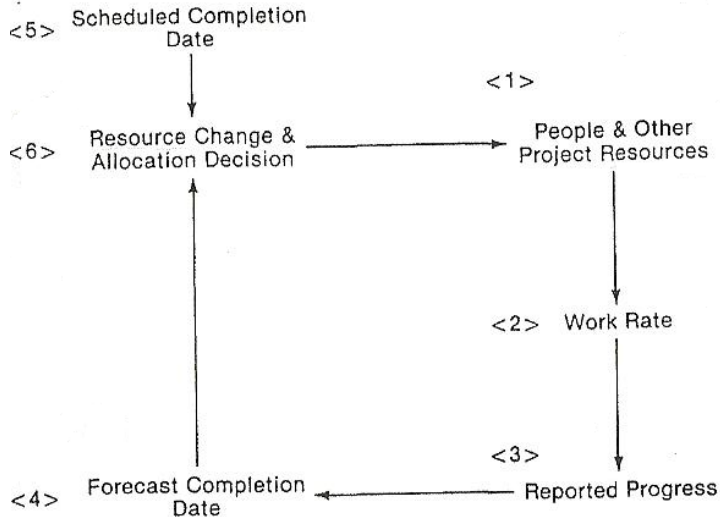 <5> Scheduled Completion
Date
<1>
<6> Resource Change &
Allocation Decision
People & Other
Project Resources
<2> Work Rate
<3>
Reported Progress
<4> Forecast Completion
Date